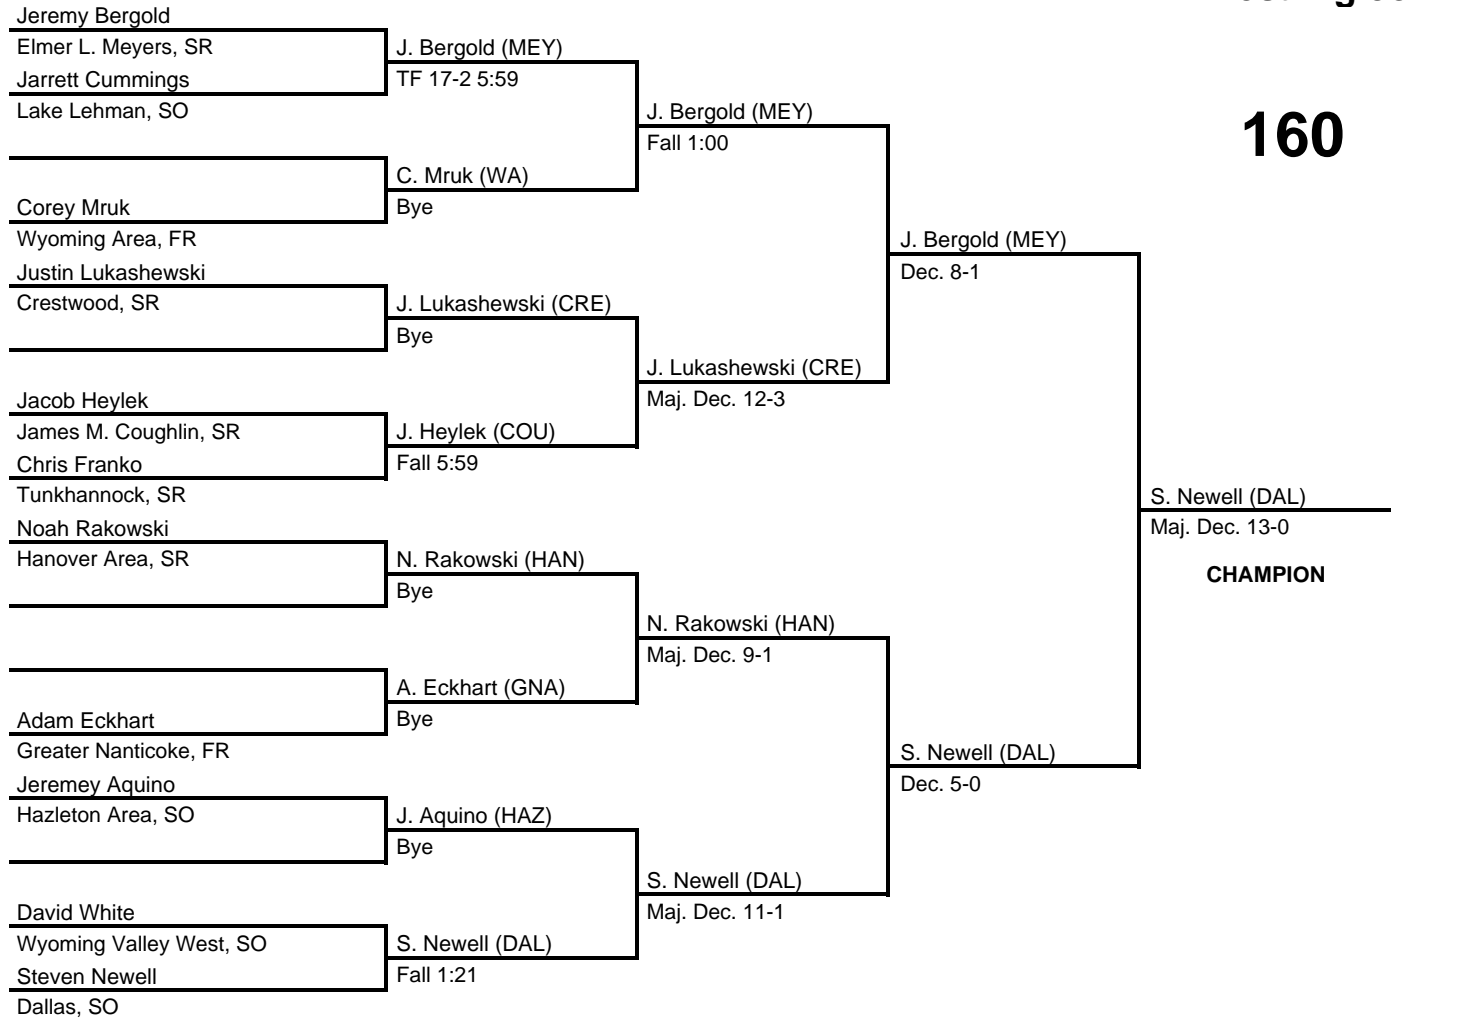 Jeremy Bergold
Elmer L. Meyers, SR
Jarrett Cummings
Lake Lehman, SO
Corey Mruk
Wyoming Area, FR
Justin Lukashewski
Crestwood, SR
Jacob Heylek
James M. Coughlin, SR
Chris Franko
Tunkhannock, SR
Noah Rakowski
Hanover Area, SR
Adam Eckhart
Greater Nanticoke, FR
Jeremey Aquino
Hazleton Area, SO
David White
Wyoming Valley West, SO
Steven Newell
Dallas, SO
J. Bergold (MEY)
TF 17-2 5:59
C. Mruk (WA)
Bye
J. Lukashewski (CRE)
Bye
J. Heylek (COU)
Fall 5:59
N. Rakowski (HAN)
Bye
A. Eckhart (GNA)
Bye
J. Aquino (HAZ)
Bye
S. Newell (DAL)
Fall 1:21
J. Bergold (MEY)
Fall 1:00
J. Lukashewski (CRE)
Maj. Dec. 12-3
N. Rakowski (HAN)
Maj. Dec. 9-1
S. Newell (DAL)
Maj. Dec. 11-1
J. Bergold (MEY)
Dec. 8-1
S. Newell (DAL)
Dec. 5-0
160
S. Newell (DAL)
Maj. Dec. 13-0
CHAMPION